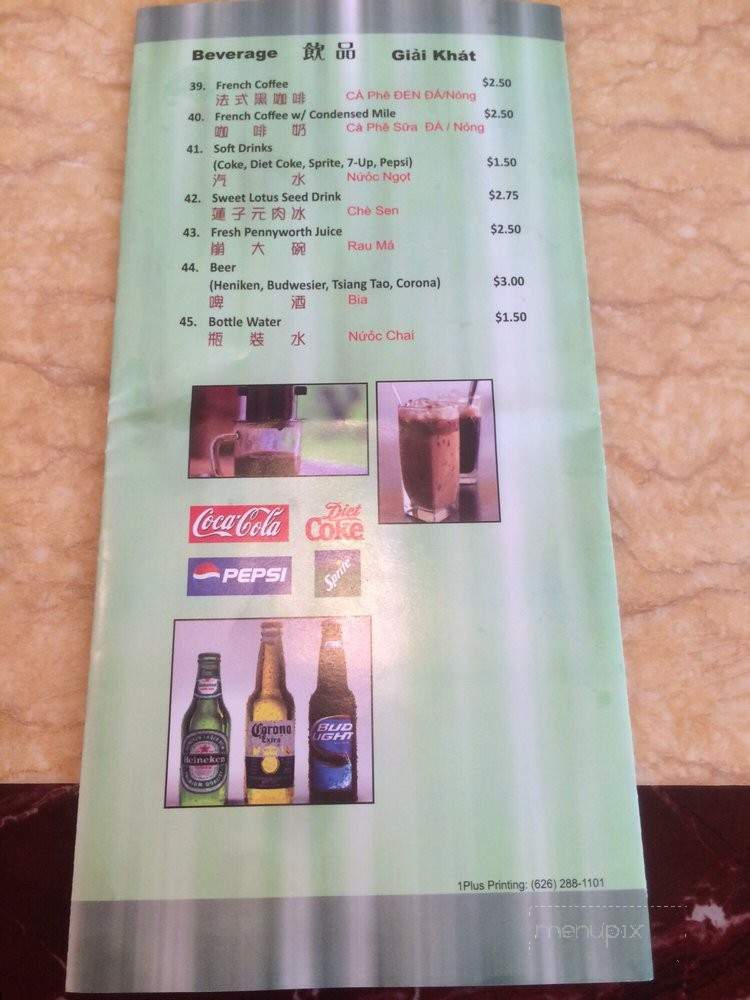 Beverage 飲品 Giải Khát
39. French Coffee $2.50
法式黑咖啡 CÀ Phê ĐEN ĐÁ/Nóng
40. French Coffee w/ Condensed Mile $2.50
咖啡奶 Cà Phê Sữa ĐÁ / Nóng
41. Soft Drinks
(Coke, Diet Coke, Sprite, 7-Up, Pepsi) $1.50
汽水 Nước Ngọt
42. Sweet Lotus Seed Drink $2.75
蓮子元肉冰 Chè Sen
43. Fresh Pennyworth Juice $2.50
崩大碗 Rau Má
44. Beer
(Heniken, Budwesier, Tsiang Tao, Corona) $3.00
啤酒 Bia
45. Bottle Water $1.50
瓶裝水 Nước Chai
Coca-Cola Diet Coke
PEPSI Sprite
Heineken
Corona Extra
BUD LIGHT
1Plus Printing: (626) 288-1101
menupix